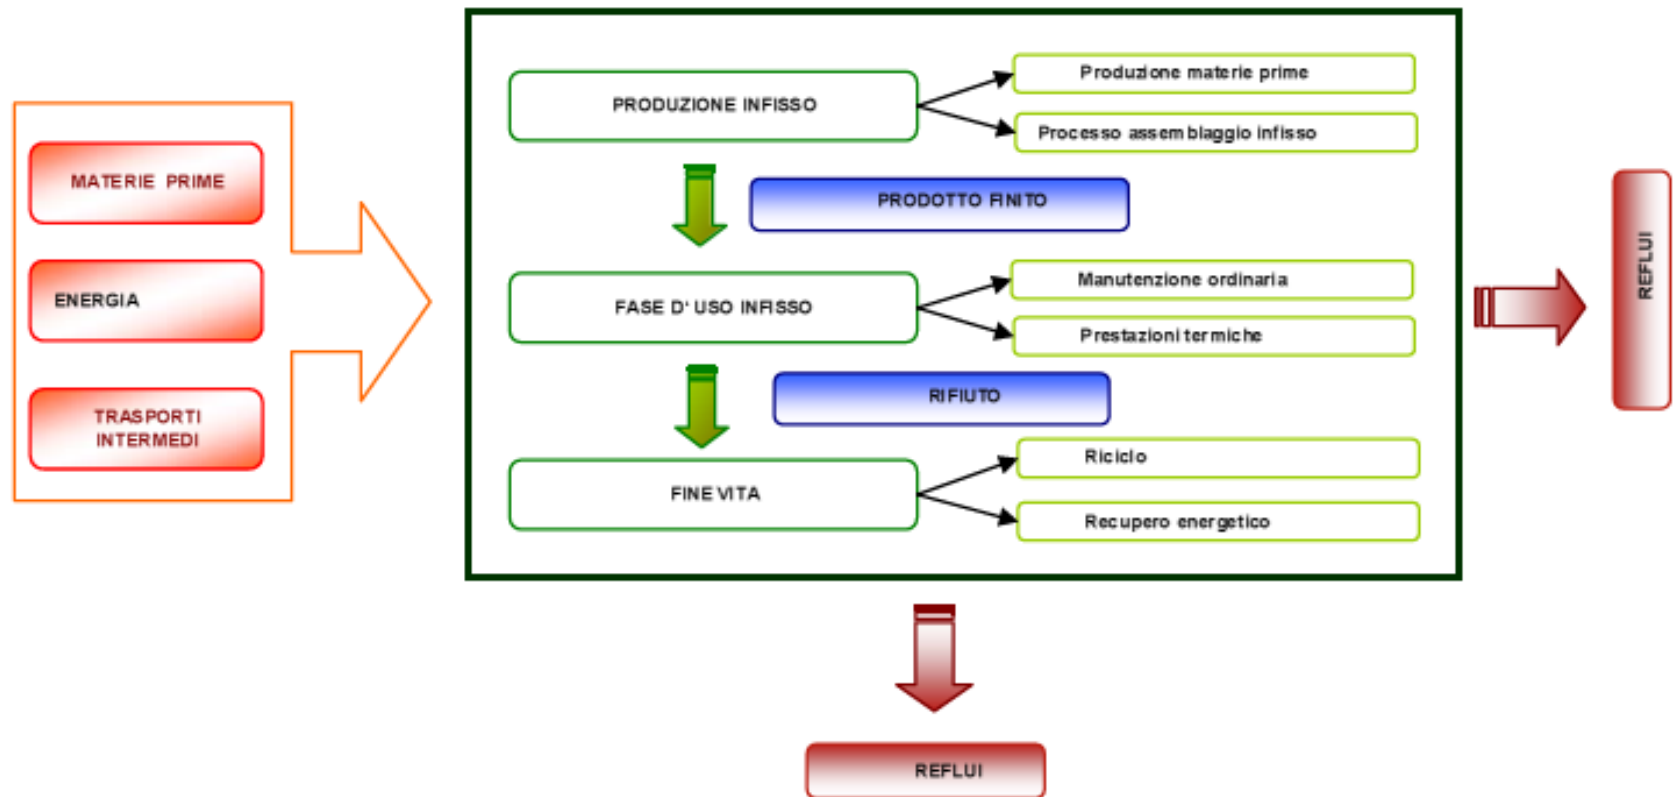 MATERIE PRIME
ENERGIA
TRASPORTI
INTERMEDI
PRODUZIONE INFISSO
Produzione materie prime
Processo assemblaggio infisso
PRODOTTO FINITO
FASE D' USO INFISSO
Manutenzione ordinaria
Prestazioni termiche
RIFIUTO
FINE VITA
Riciclo
Recupero energetico
REFLUI
REFLUI